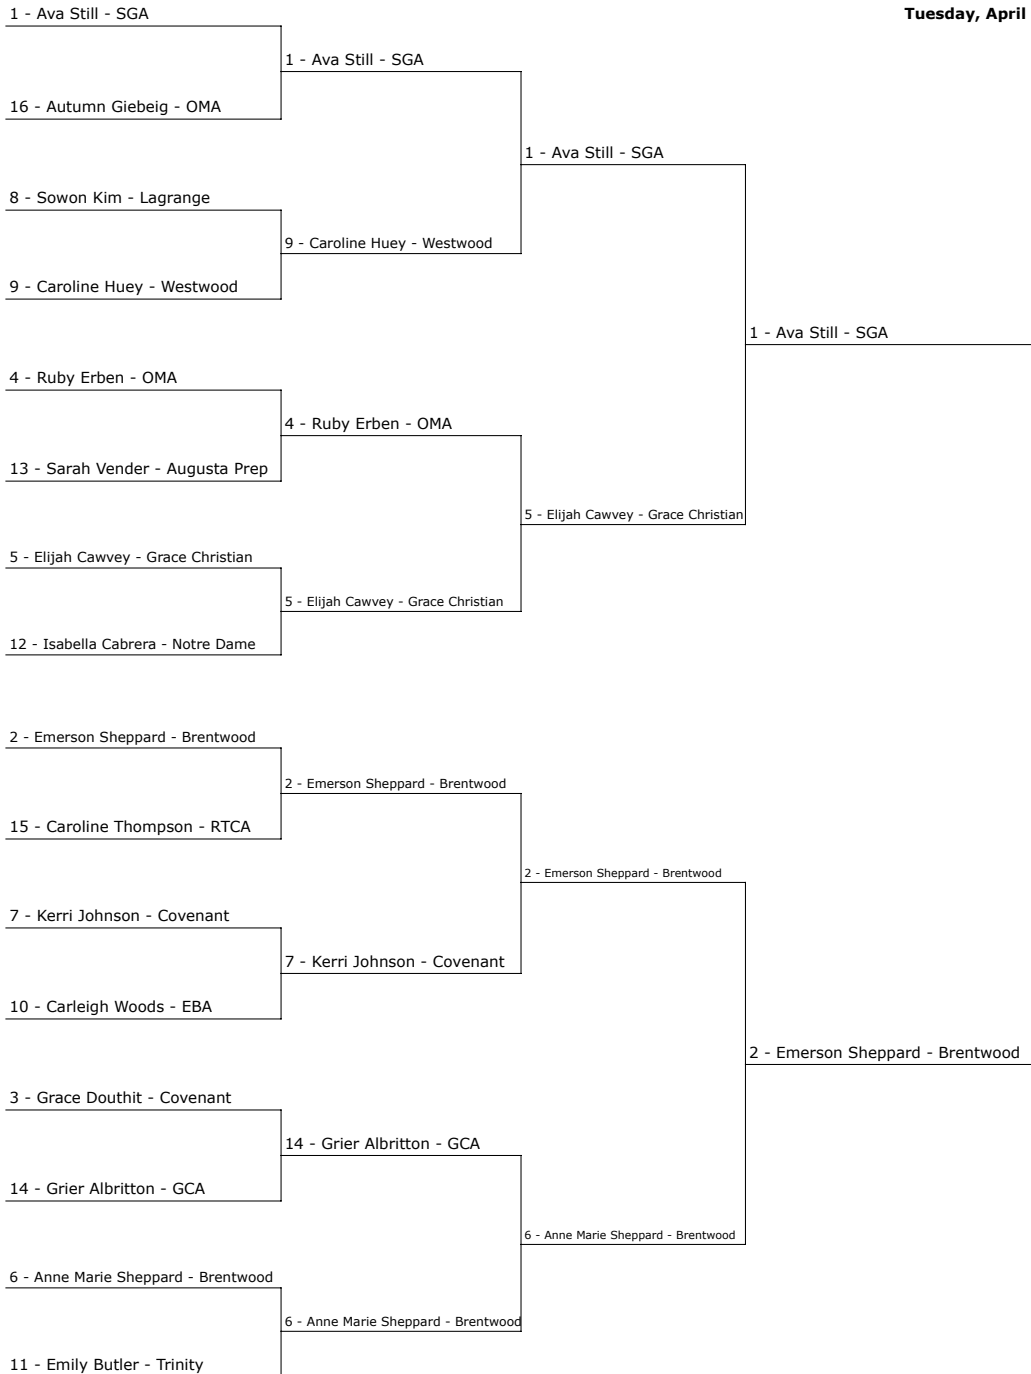 1 - Ava Still - SGA
Tuesday, April
1 - Ava Still - SGA
16 - Autumn Giebeig - OMA
1 - Ava Still - SGA
8 - Sowon Kim - Lagrange
9 - Caroline Huey - Westwood
9 - Caroline Huey - Westwood
1 - Ava Still - SGA
4 - Ruby Erben - OMA
4 - Ruby Erben - OMA
13 - Sarah Vender - Augusta Prep
5 - Elijah Cawvey - Grace Christian
5 - Elijah Cawvey - Grace Christian
5 - Elijah Cawvey - Grace Christian
12 - Isabella Cabrera - Notre Dame
2 - Emerson Sheppard - Brentwood
2 - Emerson Sheppard - Brentwood
15 - Caroline Thompson - RTCA
2 - Emerson Sheppard - Brentwood
7 - Kerri Johnson - Covenant
7 - Kerri Johnson - Covenant
10 - Carleigh Woods - EBA
2 - Emerson Sheppard - Brentwood
3 - Grace Douthit - Covenant
14 - Grier Albritton - GCA
14 - Grier Albritton - GCA
6 - Anne Marie Sheppard - Brentwood
6 - Anne Marie Sheppard - Brentwood
6 - Anne Marie Sheppard - Brentwood
11 - Emily Butler - Trinity